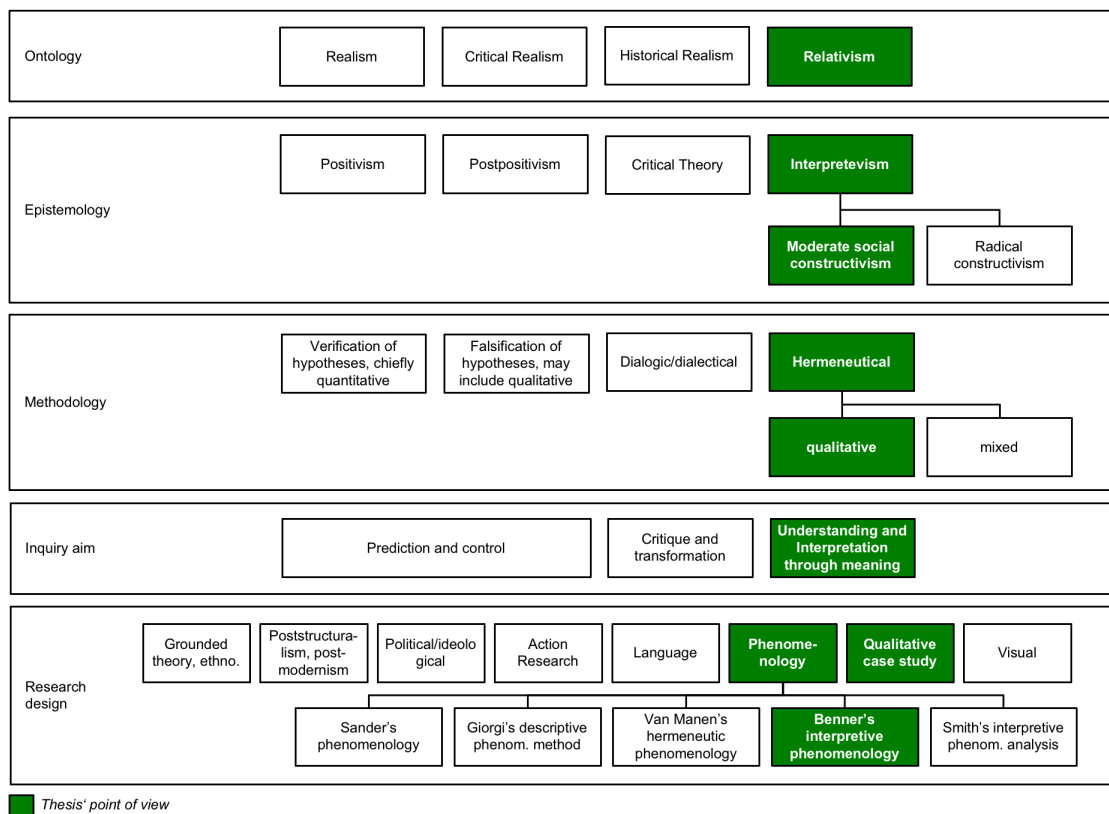 Ontology
Realism
Critical Realism
Historical Realism
Relativism
Epistemology
Positivism
Postpositivism
Critical Theory
Interpretevism
Moderate social
constructivism
Radical
constructivism
Methodology
Verification of
hypotheses, chiefly
quantitative
Falsification of
hypotheses, may
include qualitative
Dialogic/dialectical
Hermeneutical
qualitative
mixed
Inquiry aim
Prediction and control
Critique and
transformation
Understanding and
Interpretation
through meaning
Research
design
Grounded
theory, ethno.
Poststructura-
lism, post-
modernism
Political/ideolo
gical
Action
Research
Language
Phenome-
nology
Qualitative
case study
Visual
Sander’s
phenomenology
Giorgi’s descriptive
phenom. method
Van Manen’s
hermeneutic
phenomenology
Benner’s
interpretive
phenomenology
Smith’s interpretive
phenom. analysis
Thesis‘ point of view